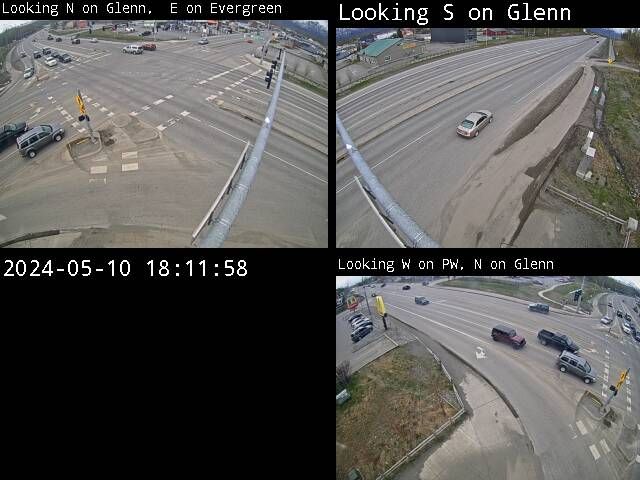 Looking N on Glenn, E on Evergreen
Looking S on Glenn
2024-05-10 18:11:58
Looking W on PW, N on Glenn